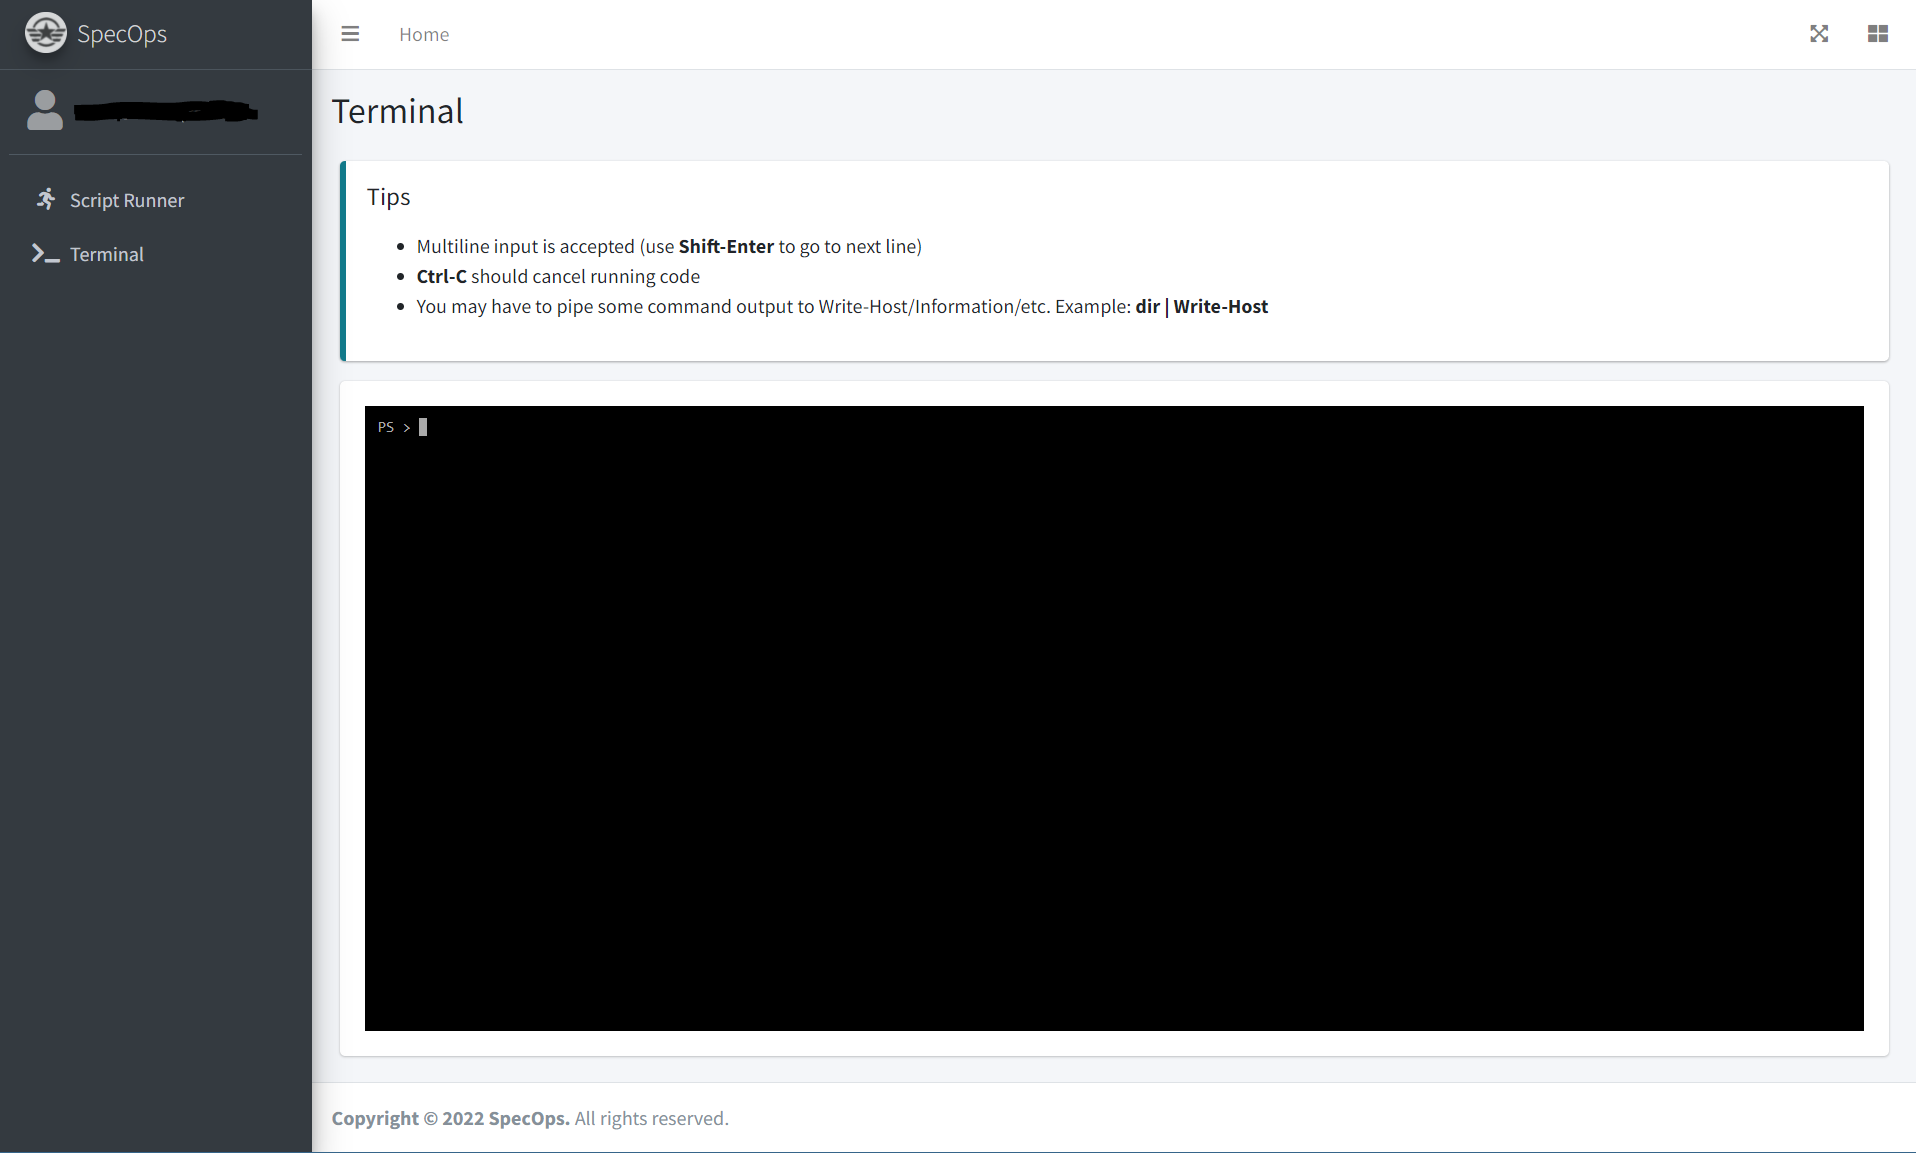 SpecOps
Home
Script Runner
Terminal
Terminal
Tips
Multiline input is accepted (use Shift-Enter to go to next line)
Ctrl-C should cancel running code
You may have to pipe some command output to Write-Host/Information/etc. Example: dir | Write-Host
PS >
Copyright © 2022 SpecOps. All rights reserved.